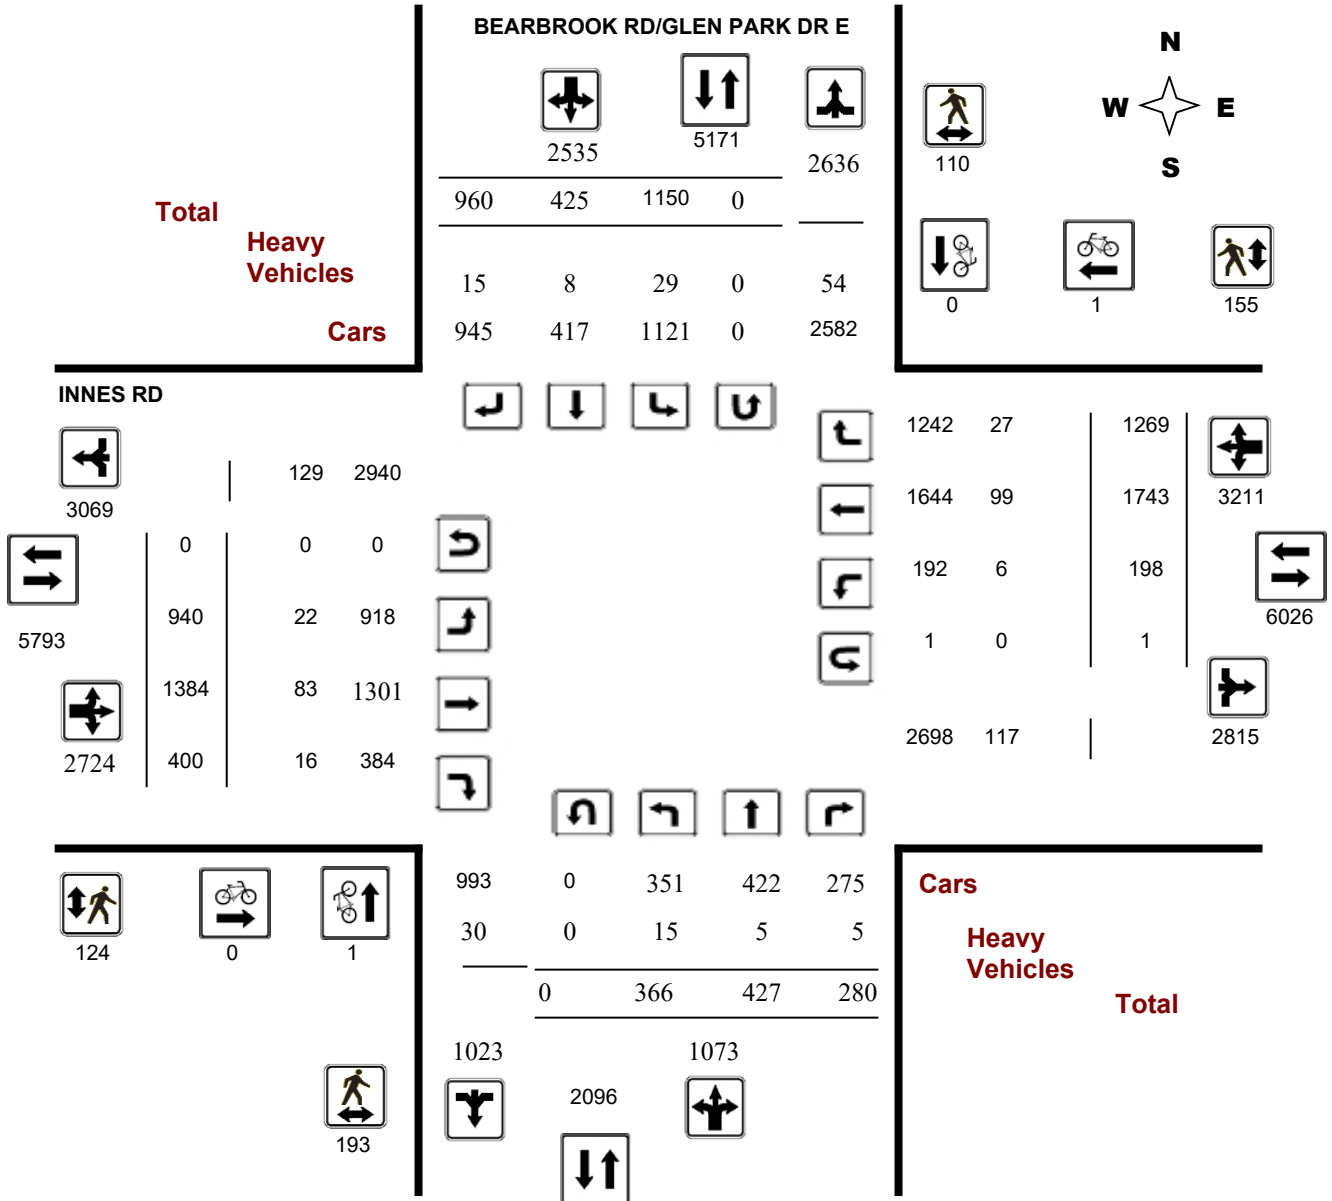 BEARBROOK RD/GLEN PARK DR E
N
W E
S
2535 5171 2636 110
960 425 1150 0
Total
Heavy
Vehicles
15 8 29 0 54
0 1 155
Cars
945 417 1121 0 2582
INNES RD
1242 27 1269
129 2940
3069
1644 99 1743 3211
0 0 0
192 6 198
940 22 918
6026
5793
1 0 1
1384 83 1301
2698 117 2815
2724 400 16 384
993 0 351 422 275
Cars
30 0 15 5 5
Heavy
Vehicles
124 0 1
0 366 427 280
Total
1023 1073
2096
193